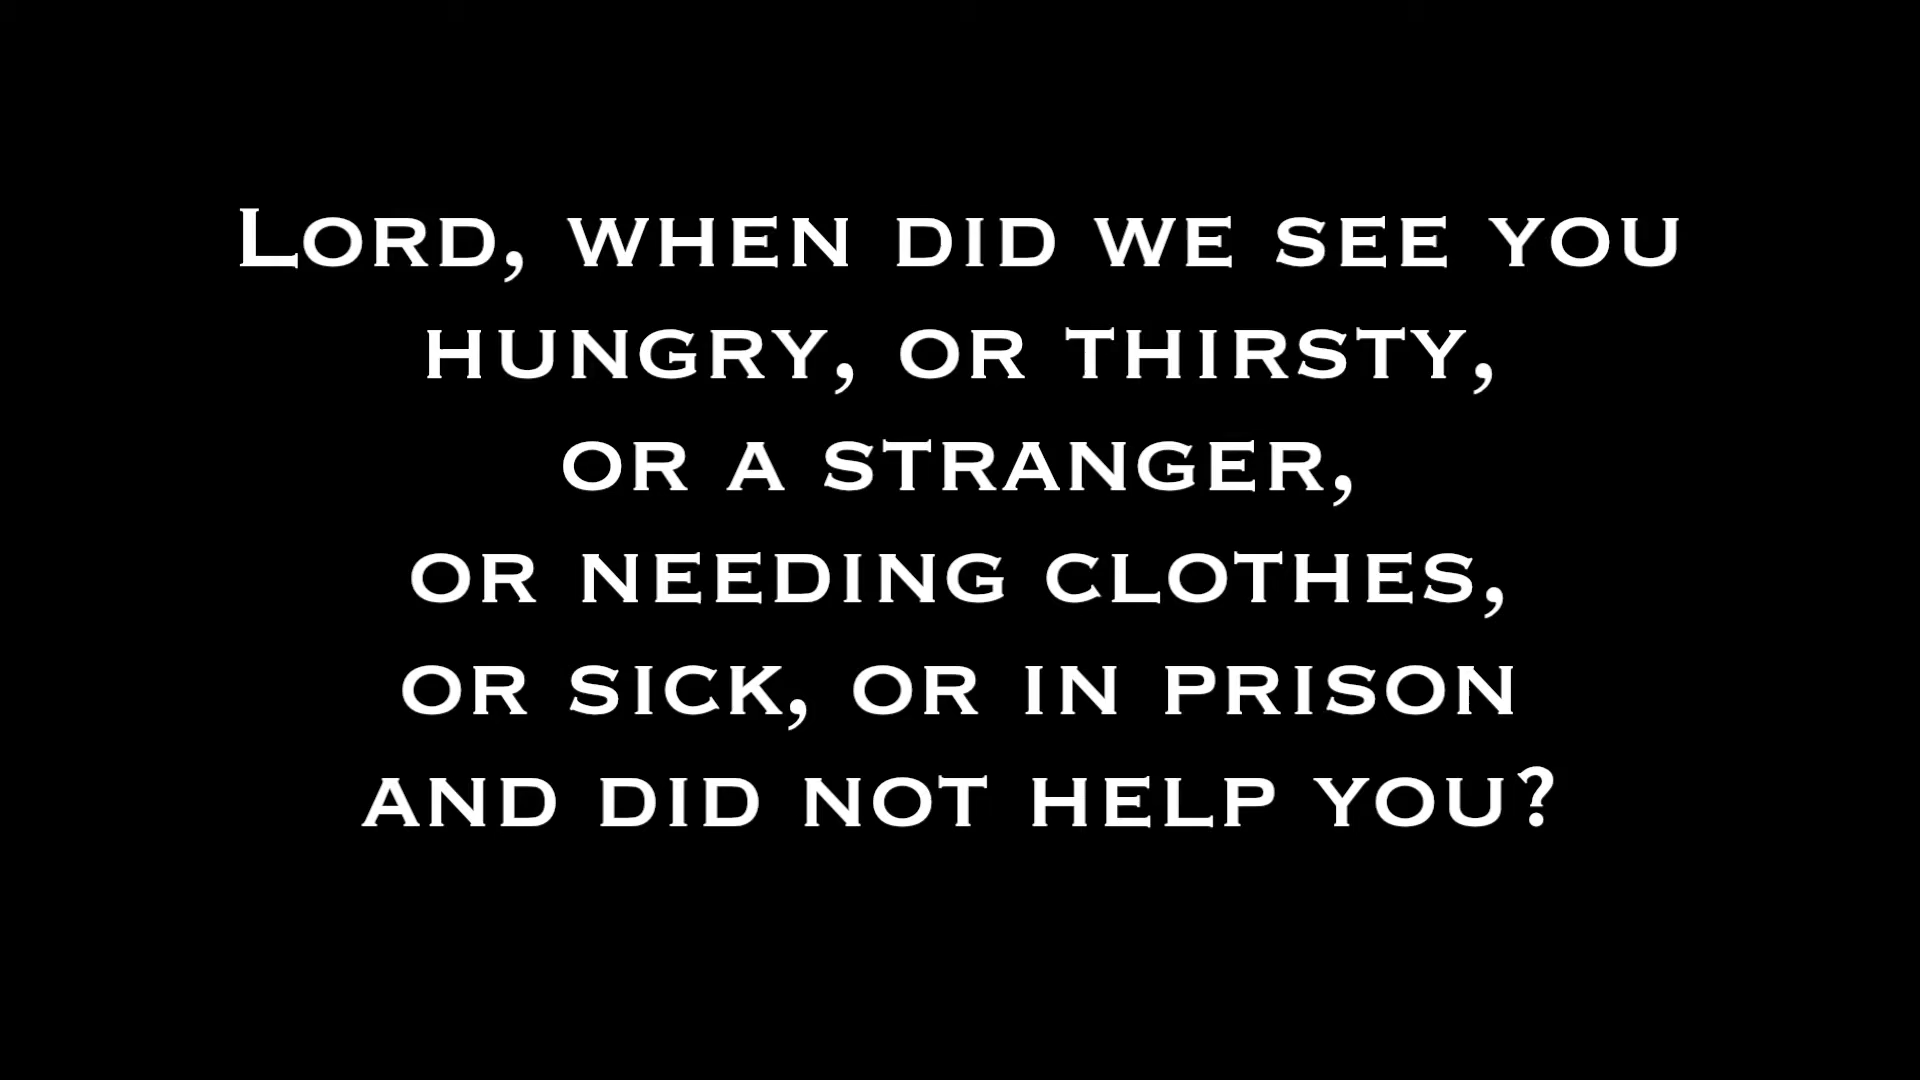 Lord, when did we see you
hungry, or thirsty,
or a stranger,
or needing clothes,
or sick, or in prison
and did not help you?